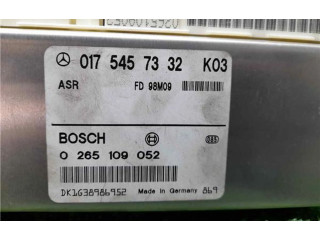 017 545 73 32 K03
ASR FD 98M09
BOSCH
0 265 109 052
DK1638986952 Made in Germany 869